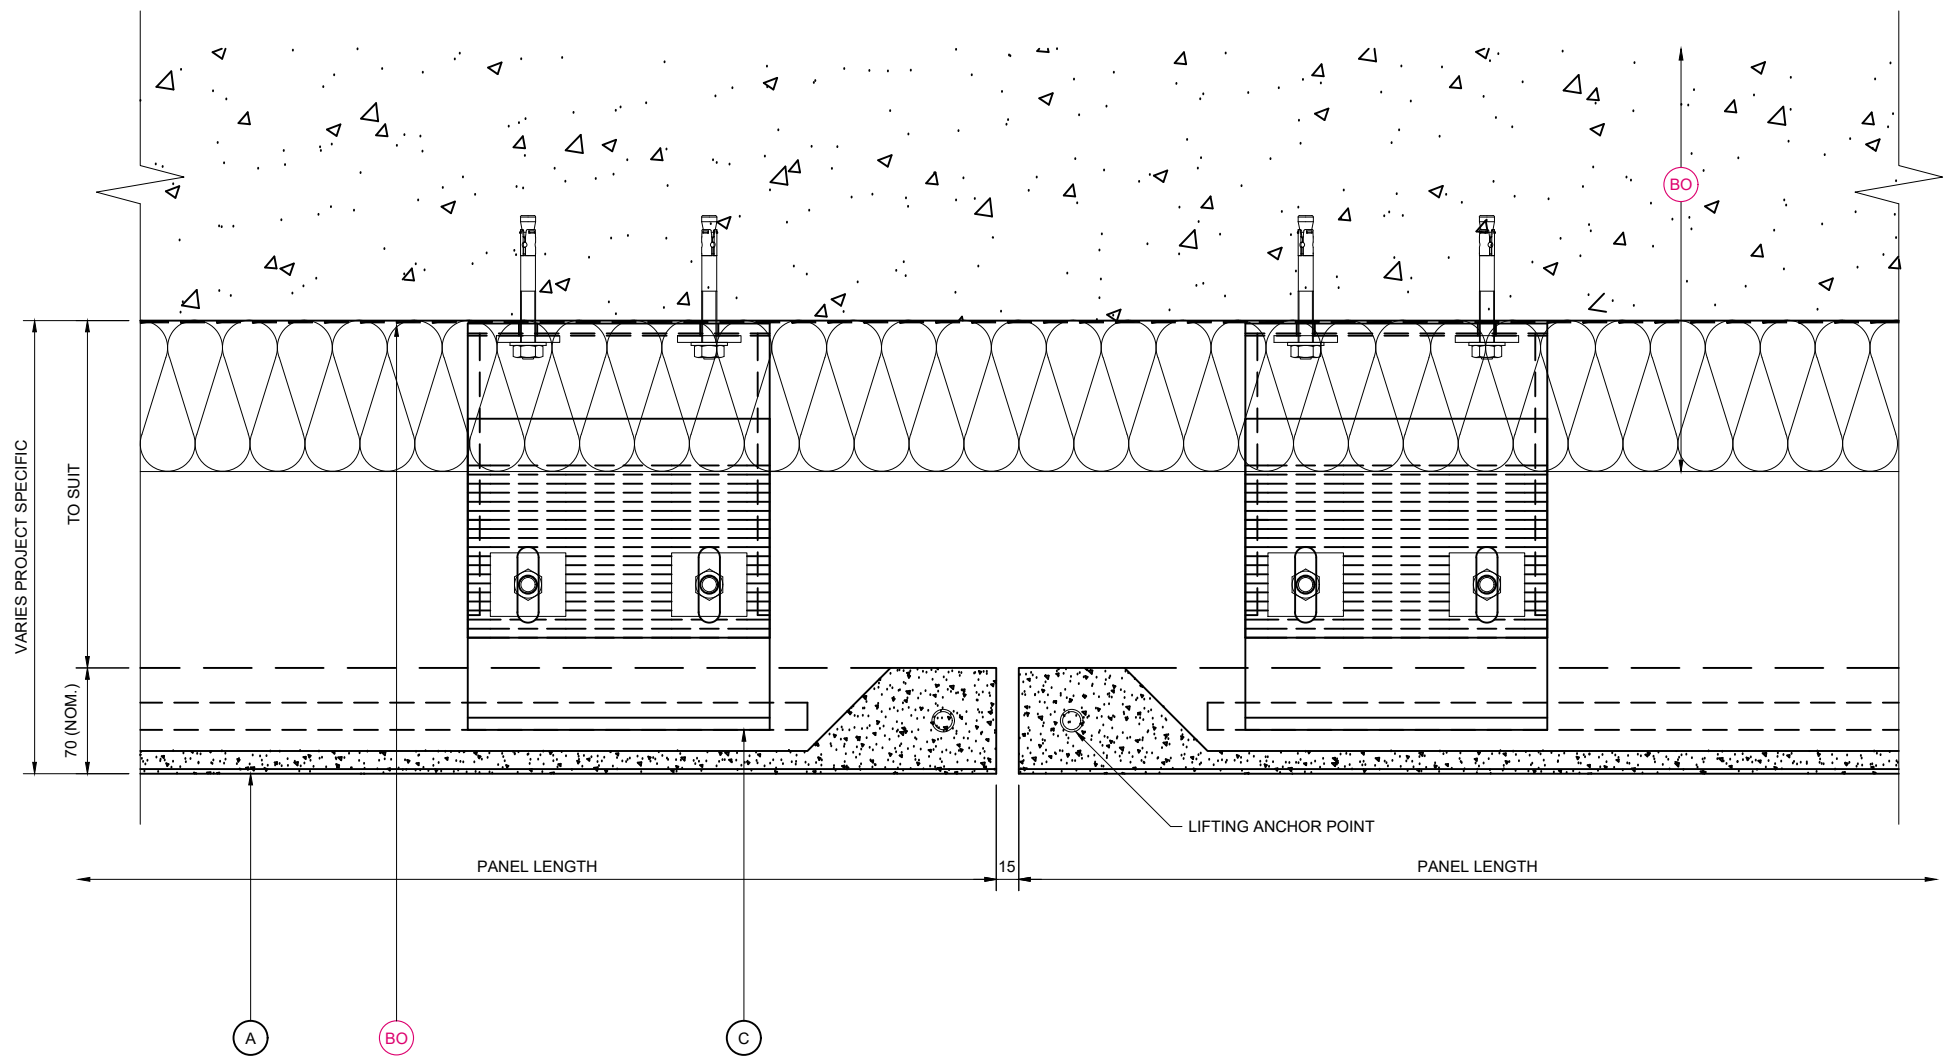 BO
VARIES PROJECT SPECIFIC
TO SUIT
70 (NOM.)
LIFTING ANCHOR POINT
PANEL LENGTH
15
PANEL LENGTH
A
BO
C